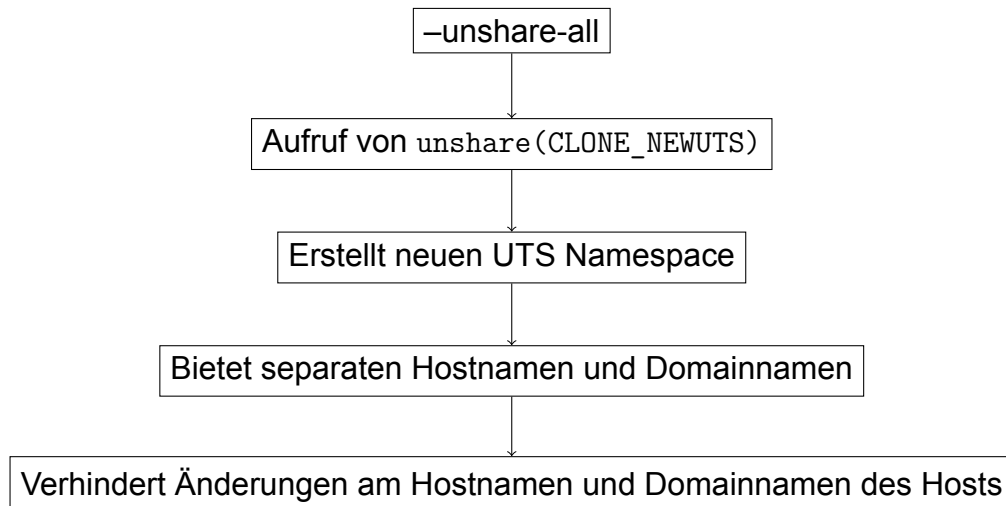 –unshare-all
Aufruf von unshare(CLONE_NEWUTS)
Erstellt neuen UTS Namespace
Bietet separaten Hostnamen und Domainnamen
Verhindert Änderungen am Hostnamen und Domainnamen des Hosts